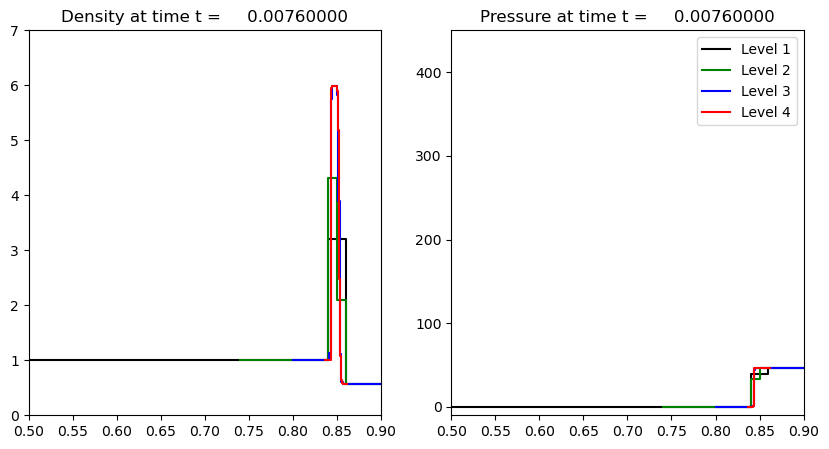 Density at time t = 0.00760000
7
6
5
4
3
2
1
0
0.50 0.55 0.60 0.65 0.70 0.75 0.80 0.85 0.90
Pressure at time t = 0.00760000
Level 1
Level 2
Level 3
Level 4
400
300
200
100
0
0.50 0.55 0.60 0.65 0.70 0.75 0.80 0.85 0.90